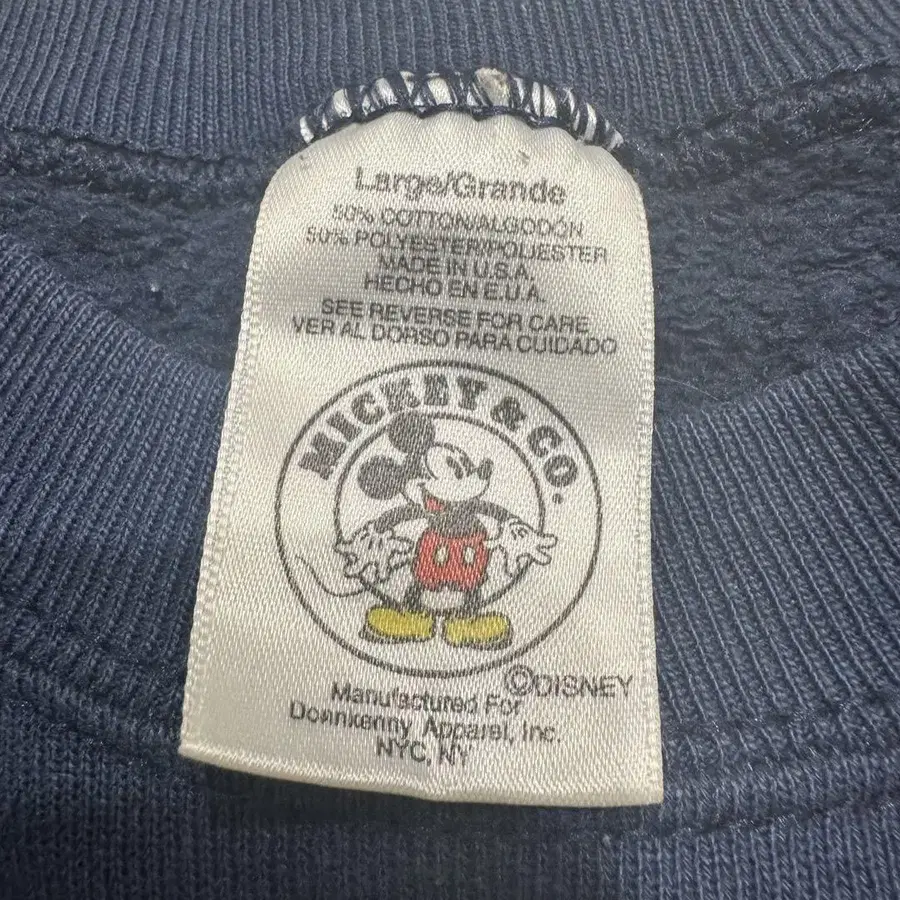 Large/Grande
50% COTTON/ALGODÓN
50% POLYESTER/POLIESTER
MADE IN U.S.A.
HECHO EN E.U.A.
SEE REVERSE FOR CARE
VER AL DORSO PARA CUIDADO
MICKEY & CO.
©DISNEY
Manufactured For
Donnkenny Apparel, Inc.
NYC, NY